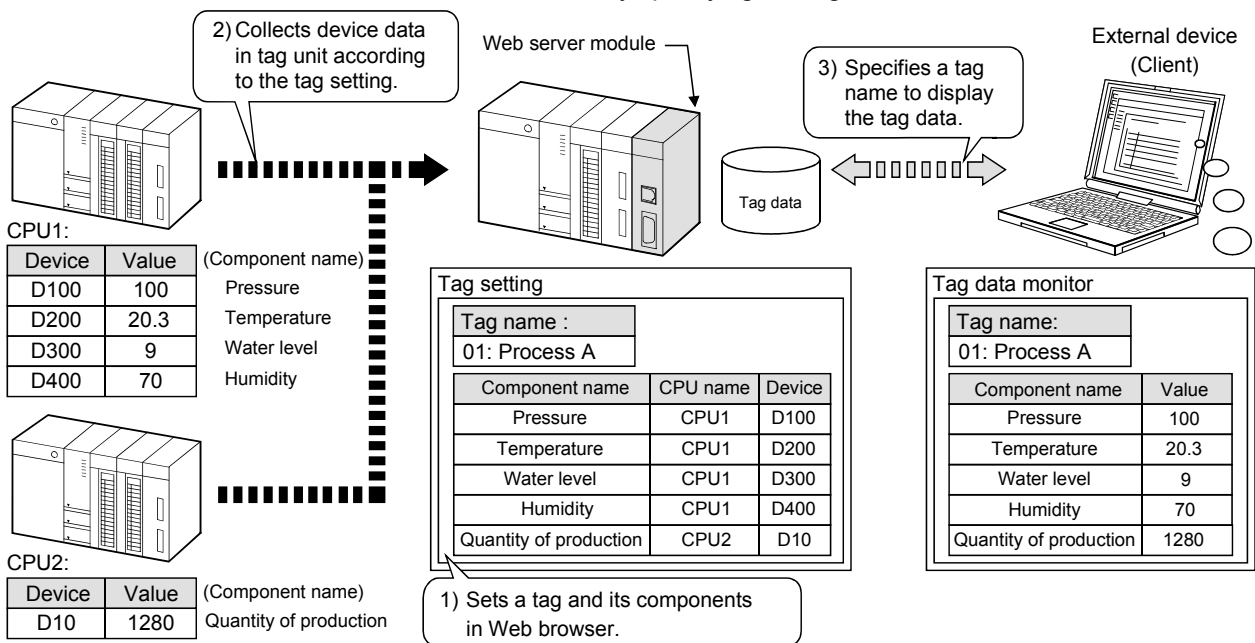 2) Collects device data
in tag unit according
to the tag setting.
Web server module
3) Specifies a tag
name to display
the tag data.
External device
(Client)
Tag data
CPU1:
Device Value (Component name)
D100 100 Pressure
D200 20.3 Temperature
D300 9 Water level
D400 70 Humidity
CPU2:
Device Value (Component name)
D10 1280 Quantity of production
Tag setting
Tag name :
01: Process A
Component name CPU name Device
Pressure CPU1 D100
Temperature CPU1 D200
Water level CPU1 D300
Humidity CPU1 D400
Quantity of production CPU2 D10
1) Sets a tag and its components
in Web browser.
Tag data monitor
Tag name:
01: Process A
Component name Value
Pressure 100
Temperature 20.3
Water level 9
Humidity 70
Quantity of production 1280